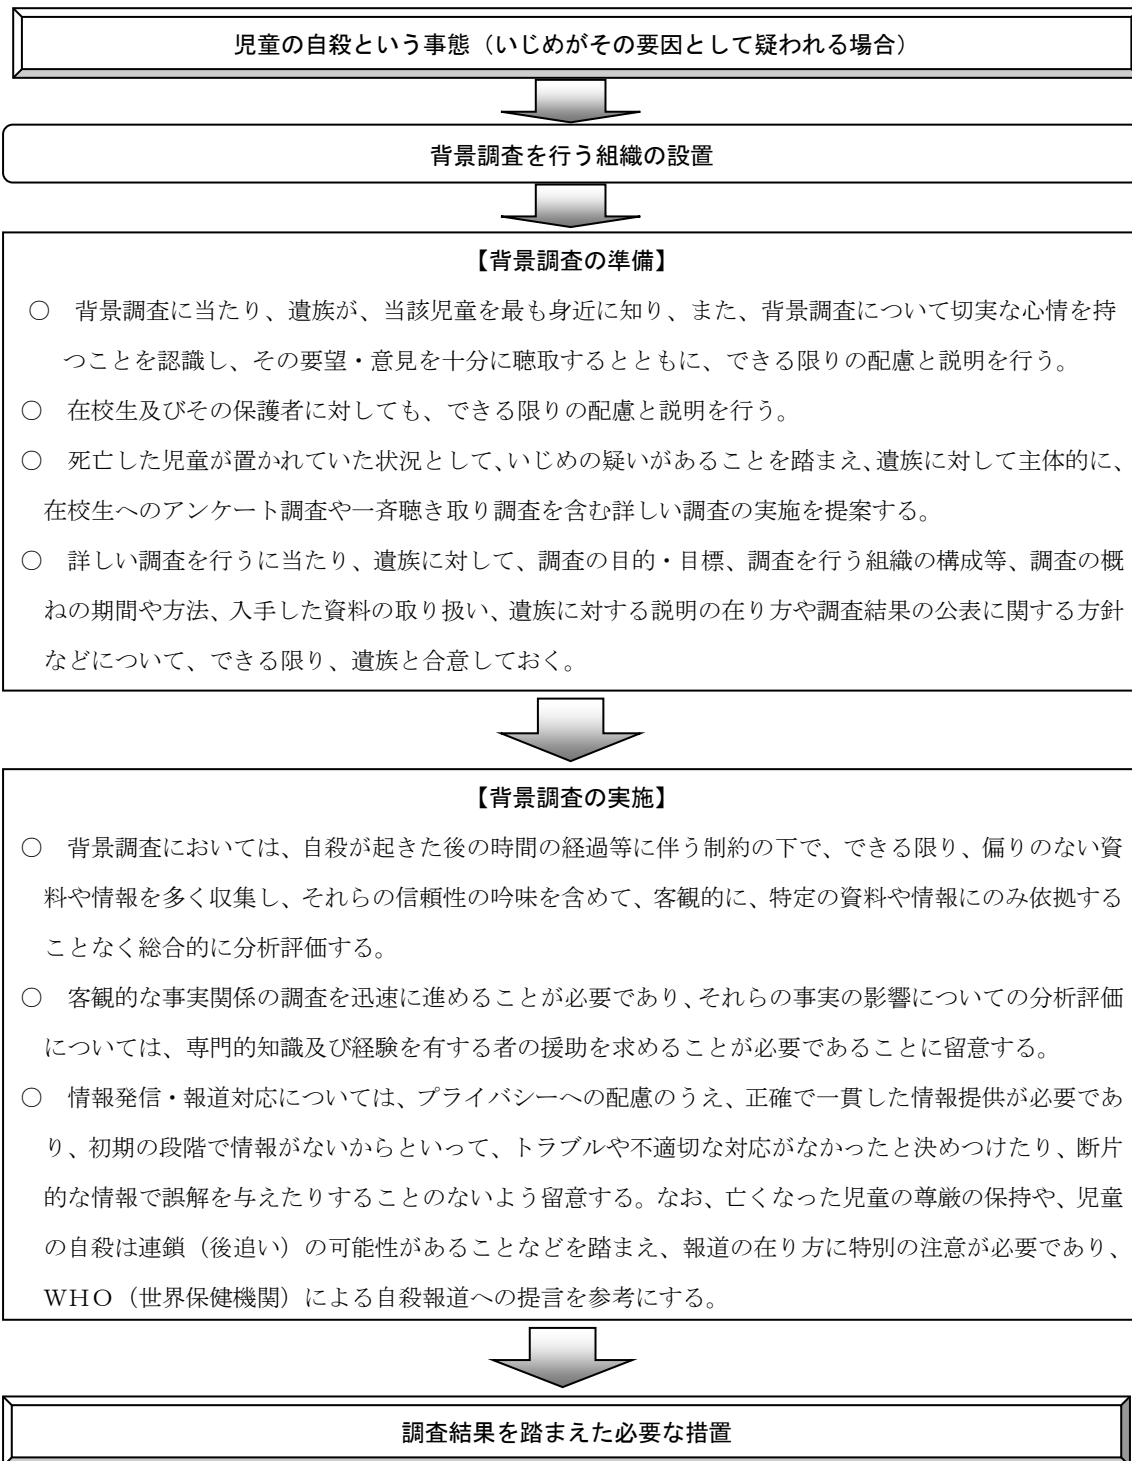 児童の自殺という事態（いじめがその要因として疑われる場合）
背景調査を行う組織の設置
【背景調査の準備】
○　背景調査に当たり、遺族が、当該児童を最も身近に知り、また、背景調査について切実な心情を持
つことを認識し、その要望・意見を十分に聴取するとともに、できる限りの配慮と説明を行う。
○　在校生及びその保護者に対しても、できる限りの配慮と説明を行う。
○　死亡した児童が置かれていた状況として、いじめの疑いがあることを踏まえ、遺族に対して主体的に、
在校生へのアンケート調査や一斉聴き取り調査を含む詳しい調査の実施を提案する。
○　詳しい調査を行うに当たり、遺族に対して、調査の目的・目標、調査を行う組織の構成等、調査の概
ねの期間や方法、入手した資料の取り扱い、遺族に対する説明の在り方や調査結果の公表に関する方針
などについて、できる限り、遺族と合意しておく。
【背景調査の実施】
○　背景調査においては、自殺が起きた後の時間の経過等に伴う制約の下で、できる限り、偏りのない資
料や情報を多く収集し、それらの信頼性の吟味を含めて、客観的に、特定の資料や情報にのみ依拠する
ことなく総合的に分析評価する。
○　客観的な事実関係の調査を迅速に進めることが必要であり、それらの事実の影響についての分析評価
については、専門的知識及び経験を有する者の援助を求めることが必要であることに留意する。
○　情報発信・報道対応については、プライバシーへの配慮のうえ、正確で一貫した情報提供が必要であ
り、初期の段階で情報がないからといって、トラブルや不適切な対応がなかったと決めつけたり、断片
的な情報で誤解を与えたりすることのないよう留意する。なお、亡くなった児童の尊厳の保持や、児童
の自殺は連鎖（後追い）の可能性があることなどを踏まえ、報道の在り方に特別の注意が必要であり、
ＷＨＯ（世界保健機関）による自殺報道への提言を参考にする。
調査結果を踏まえた必要な措置